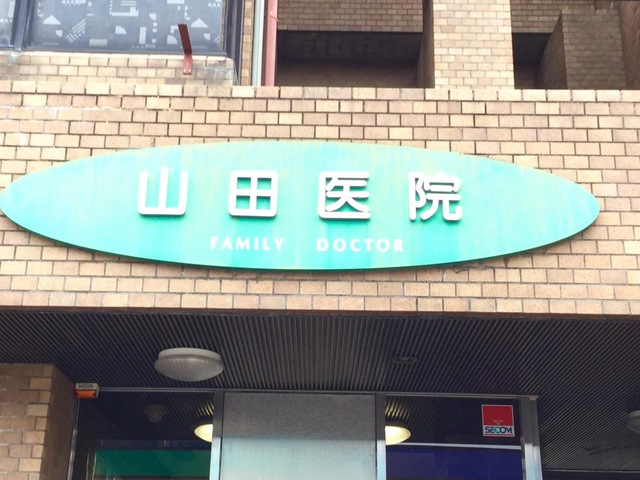 山田医院
FAMILY DOCTOR
SECOM